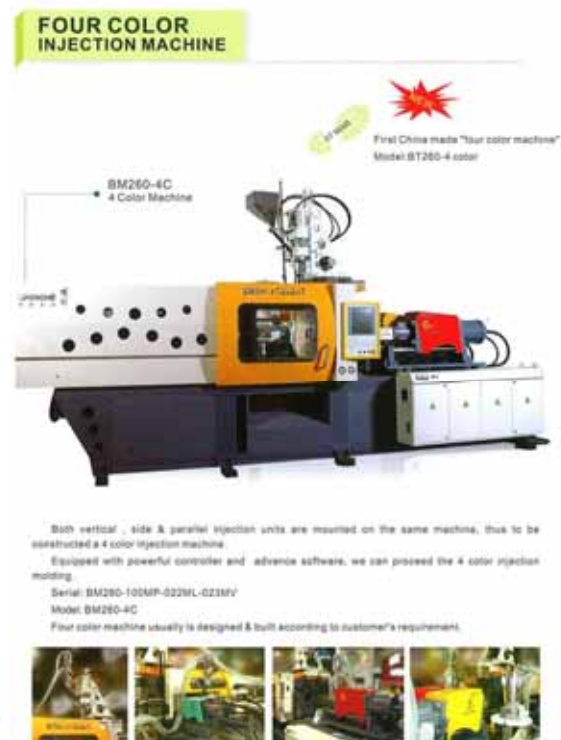 FOUR COLOR
INJECTION MACHINE
First China made "four color machine"
Model:BT260-4 color
BM260-4C
4 Color Machine
Both vertical , side & parallel injection units are mounted on the same machine, thus to be
constructed a 4 color injection machine.
Equipped with powerful controller and advance software, we can proceed the 4 color injection
molding.
Serial: BM260-100MP-022ML-023MV
Model: BM260-4C
Four color machine usually is designed & built according to customer's requirement.